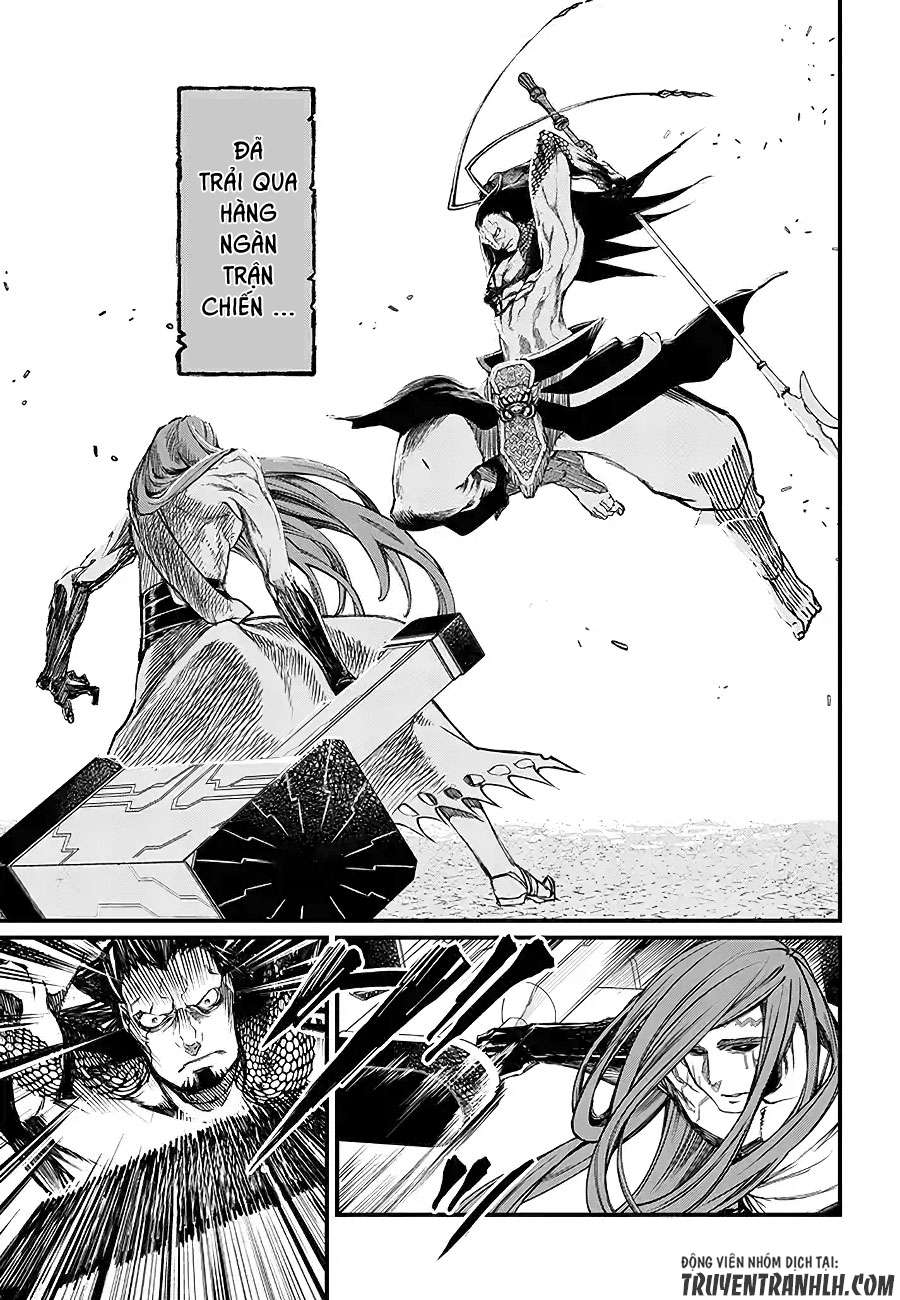 ĐÃ
TRẢI QUA
HÀNG
NGÀN
TRẬN
CHIẾN ...
ĐỘNG VIÊN NHÓM DỊCH TẠI:
TRUYENTRANHLH.COM